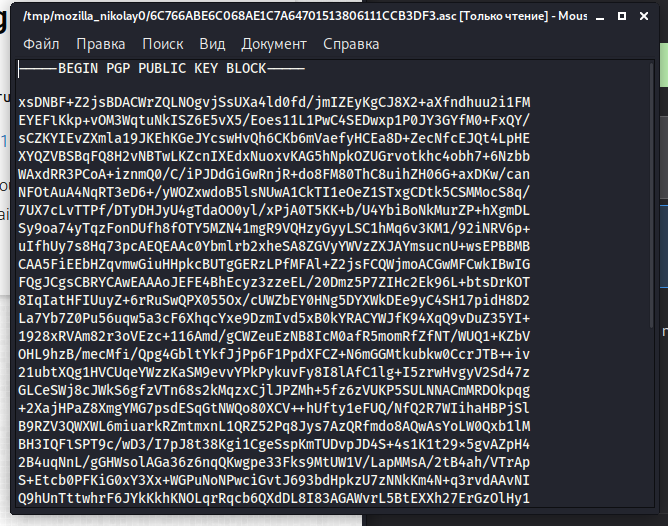 /tmp/mozilla_nikolay0/6C766ABE6C068AE1C7A64701513806111CCB3DF3.asc [Только чтение] - Mous
Файл Правка Поиск Вид Документ Справка
-----BEGIN PGP PUBLIC KEY BLOCK-----
xsDNBF+Z2jsBDACWrZQLNOgvjSsUXa4ld0fd/jmIZEyKgCJ8X2+aXfndhuu2i1FM
EYEFlKkp+vOM3WqtuNkISZ6E5vX5/Eoes11L1PwC4SEDwxp1P0JY3GYfM0+FxQY/
sCZKYIEvZXmla19JKEhKGeJYcswHvQh6CKb6mVaefyHCEa8D+ZecNfcEJQt4LpHE
XYQZVBSBqFQ8H2vNBTwLKZcnIXEdxNuoxvKAG5hNpkOZUGrvotkhc4obh7+6Nzbb
WAxdRR3PCoA+iznmQ0/C/iPJDdGiGwRnjR+do8FM80ThC8uihZH06G+axDKw/can
NFOtAuA4NqRT3eD6+/yWOZxwdoB5lsNUwA1CkTI1eOeZ1STxgCDtk5CSMMocS8q/
7UX7cLvTTPf/DTyDHJyU4gTdaOO0yl/xPjA0T5KK+b/U4YbiBoNkMurZP+hXgmDL
Sy9oa74yTqzFonDUfh8fOTY5MZN41mgR9VQHzyGyyLSC1hMq6v3KM1/92iNRV6p+
uIfhUy7s8Hq73pcAEQEAAc0Ybmlrb2xheSA8ZGVyYWVzZXJAYmsucnU+wsEPBBMB
CAA5FiEEbHZqvmwGiuHHpkcBUTgGERzLPfMFAl+Z2jsFCQWjmoACGwMFCwkIBwIG
FQgJCgsCBRYCAwEAAAoJEFE4BhEcyz3zzeEL/20Dmz5P7ZIHc2Ek96L+btsDrKOT
8IqIatHFIUuyZ+6rRuSwQPX055Ox/cUWZbEY0HNg5DYXWkDEe9yC4SH17pidH8D2
La7Yb7Z0Pu56uqw5a3cF6XhqcYxe9DzmIvd5xB0kYRACYWJfK94XqQ9vDuZ35YI+
1928xRVAm82r3oVEzc+116Amd/gCWZeuEzNB8IcM0afR5momRfZfNT/WUQ1+KZbV
OHL9hzB/mecMfi/Qpg4GbltYkfJjPp6F1PpdXFCZ+N6mGGMtkubkw0CcrJTB++iv
21ubtXQg1HVCUqeYWzzKaSM9evvYPkPykuvFy8I8lAfC1lg+I5zrwHvgyV2Sd47z
GLCeSWj8cJWkS6gfzVTn68s2kMqzxCjlJPZMh+5fz6zVUKP5SULNNACmMRDOkpqg
+2XajHPaZ8XmgYMG7psdESqGtNWQo80XCV++hUfty1eFUQ/NfQ2R7WIihaHBPjSl
B9RZV3QWXWL6miuarkRZmtmxnL1QRZ52Pq8Jys7AzQRfmdo8AQwAsYoLW0Qxb1lM
BH3IQFlSPT9c/wD3/I7pJ8t38Kgi1CgeSspKmTUDvpJD4S+4s1K1t29×5gvAZpH4
2B4uqNnL/gGHWsolAGa36z6nqQKwgpe33Fks9MtUW1V/LapMMsA/2tB4ah/VTrAp
S+Etcb0PFKiG0xY3Xx+WGPuNoNPwciGvtJ693bdHpkzU7zNNkKm4N+q3rvdAAvNI
Q9hUnTttwhrF6JYkKkhKNOLqrRqcb6QXdDL8I83AGAWvrL5BtEXXh27ErGzOlHy1